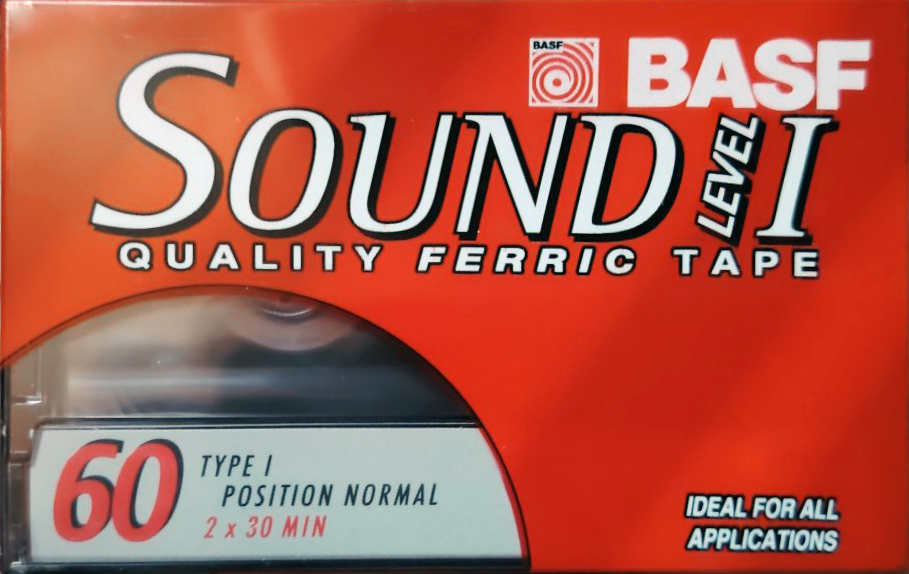 BASF
BASF
SOUND LEVEL I
QUALITY FERRIC TAPE
60
TYPE I
POSITION NORMAL
2 x 30 MIN
IDEAL FOR ALL
APPLICATIONS